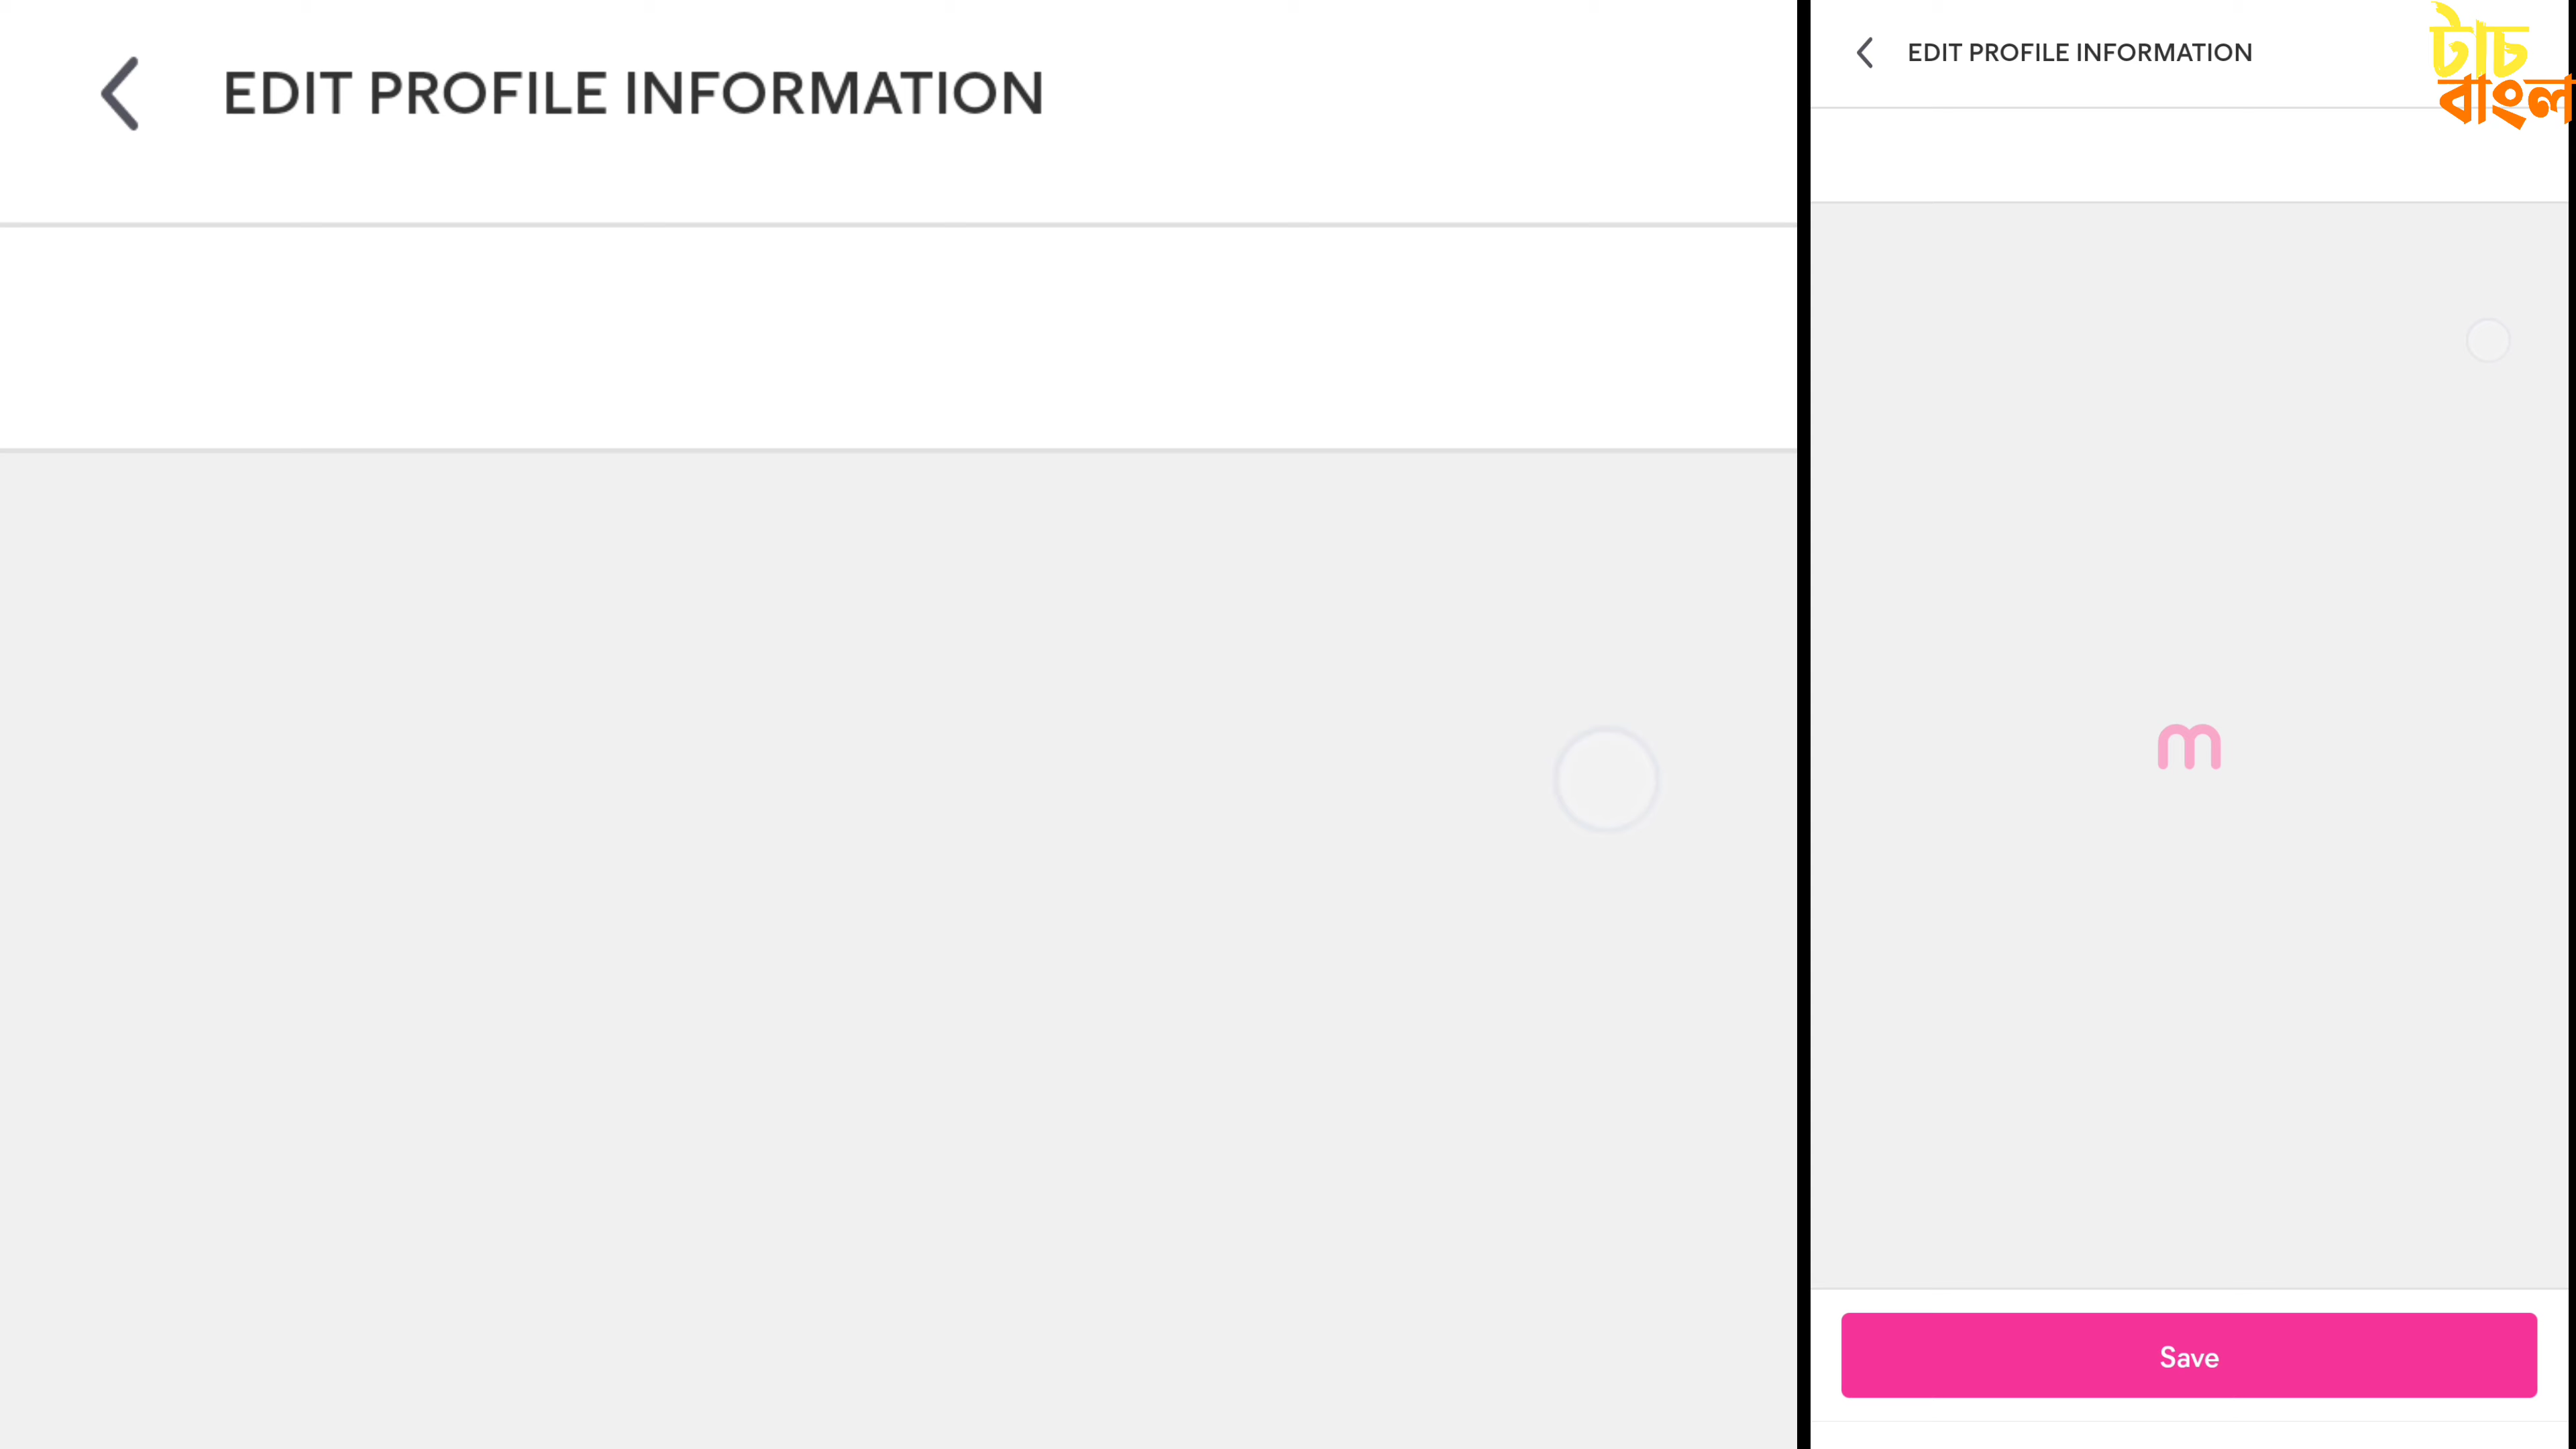 EDIT PROFILE INFORMATION
EDIT PROFILE INFORMATION
টাচ
বাংলা
m
Save